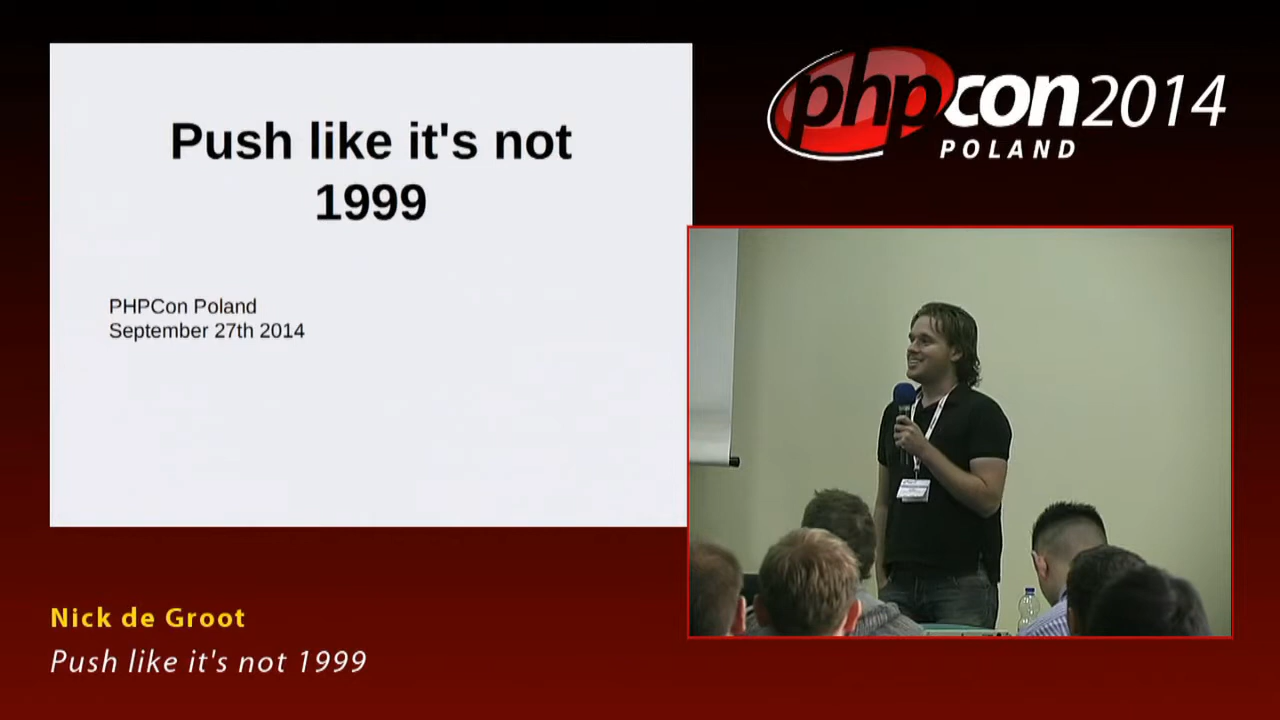 Push like it's not
1999
PHPCon Poland
September 27th 2014
phpcon2014
POLAND
Nick de Groot
Push like it's not 1999